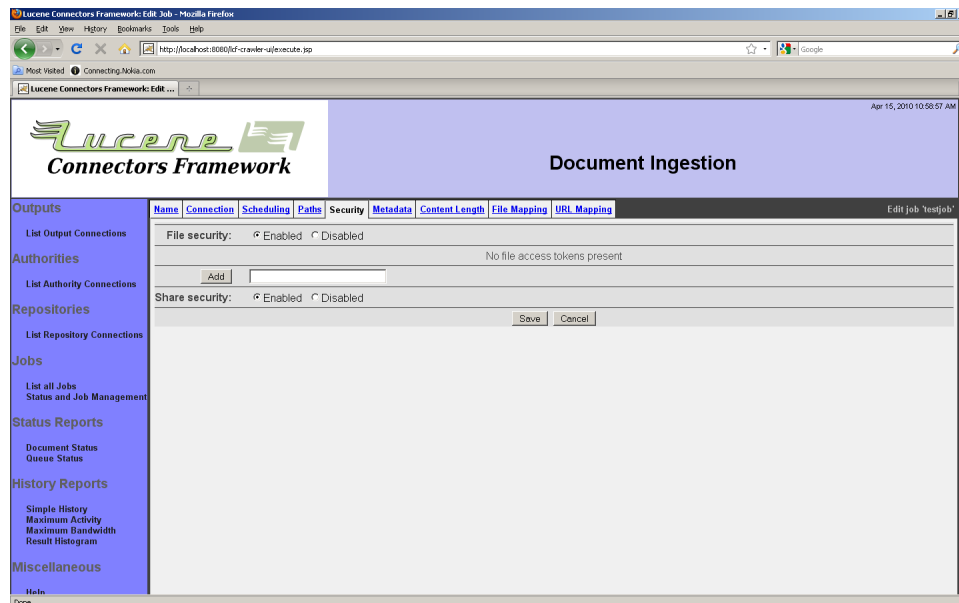 Lucene Connectors Framework: Edit Job - Mozilla Firefox
File Edit View History Bookmarks Tools Help
http://localhost:8080/lcf-crawler-ui/execute.jsp
Google
Most Visited Connecting.Nokia.com
Lucene Connectors Framework: Edit ...
Apr 15, 2010 10:58:57 AM
Lucene
Connectors Framework
Document Ingestion
Name Connection Scheduling Paths Security Metadata Content Length File Mapping URL Mapping
Edit job 'testjob'
Outputs
List Output Connections
Authorities
List Authority Connections
Repositories
List Repository Connections
Jobs
List all Jobs
Status and Job Management
Status Reports
Document Status
Queue Status
History Reports
Simple History
Maximum Activity
Maximum Bandwidth
Result Histogram
Miscellaneous
Help
File security: Enabled Disabled
No file access tokens present
Add
Share security: Enabled Disabled
Save Cancel
Done